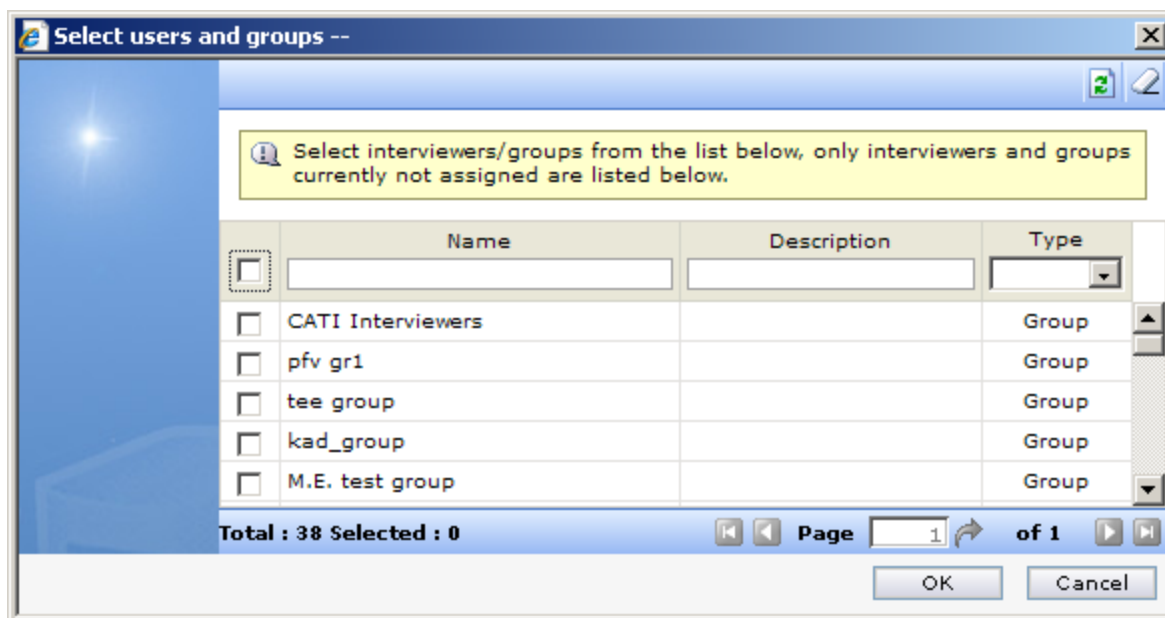 Select users and groups --
Select interviewers/groups from the list below, only interviewers and groups
currently not assigned are listed below.
Name Description Type
CATI Interviewers Group
pfv gr1 Group
tee group Group
kad_group Group
M.E. test group Group
Total : 38 Selected : 0 Page 1 of 1
OK Cancel